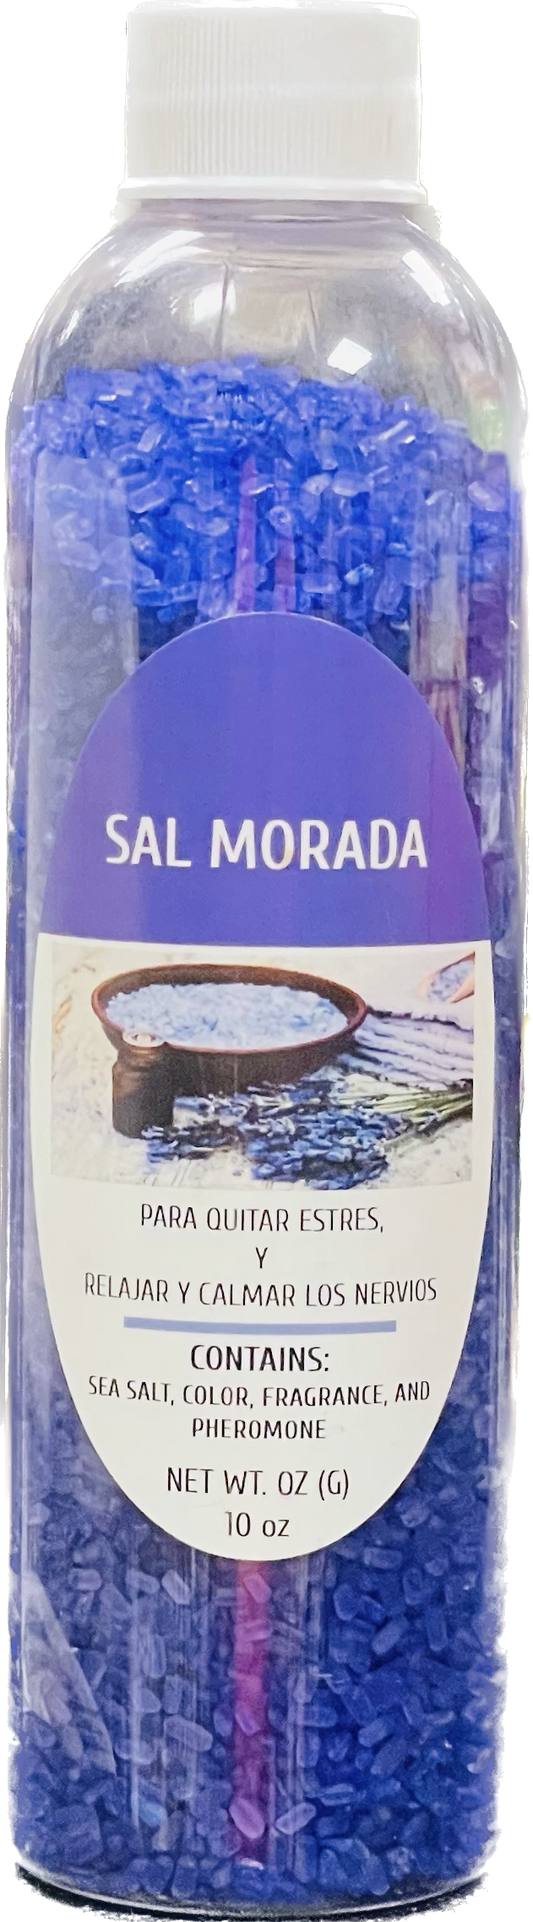 SAL MORADA
PARA QUITAR ESTRES,
Y
RELAJAR Y CALMAR LOS NERVIOS
CONTAINS:
SEA SALT, COLOR, FRAGRANCE, AND
PHEROMONE
NET WT. OZ (G)
10 oz